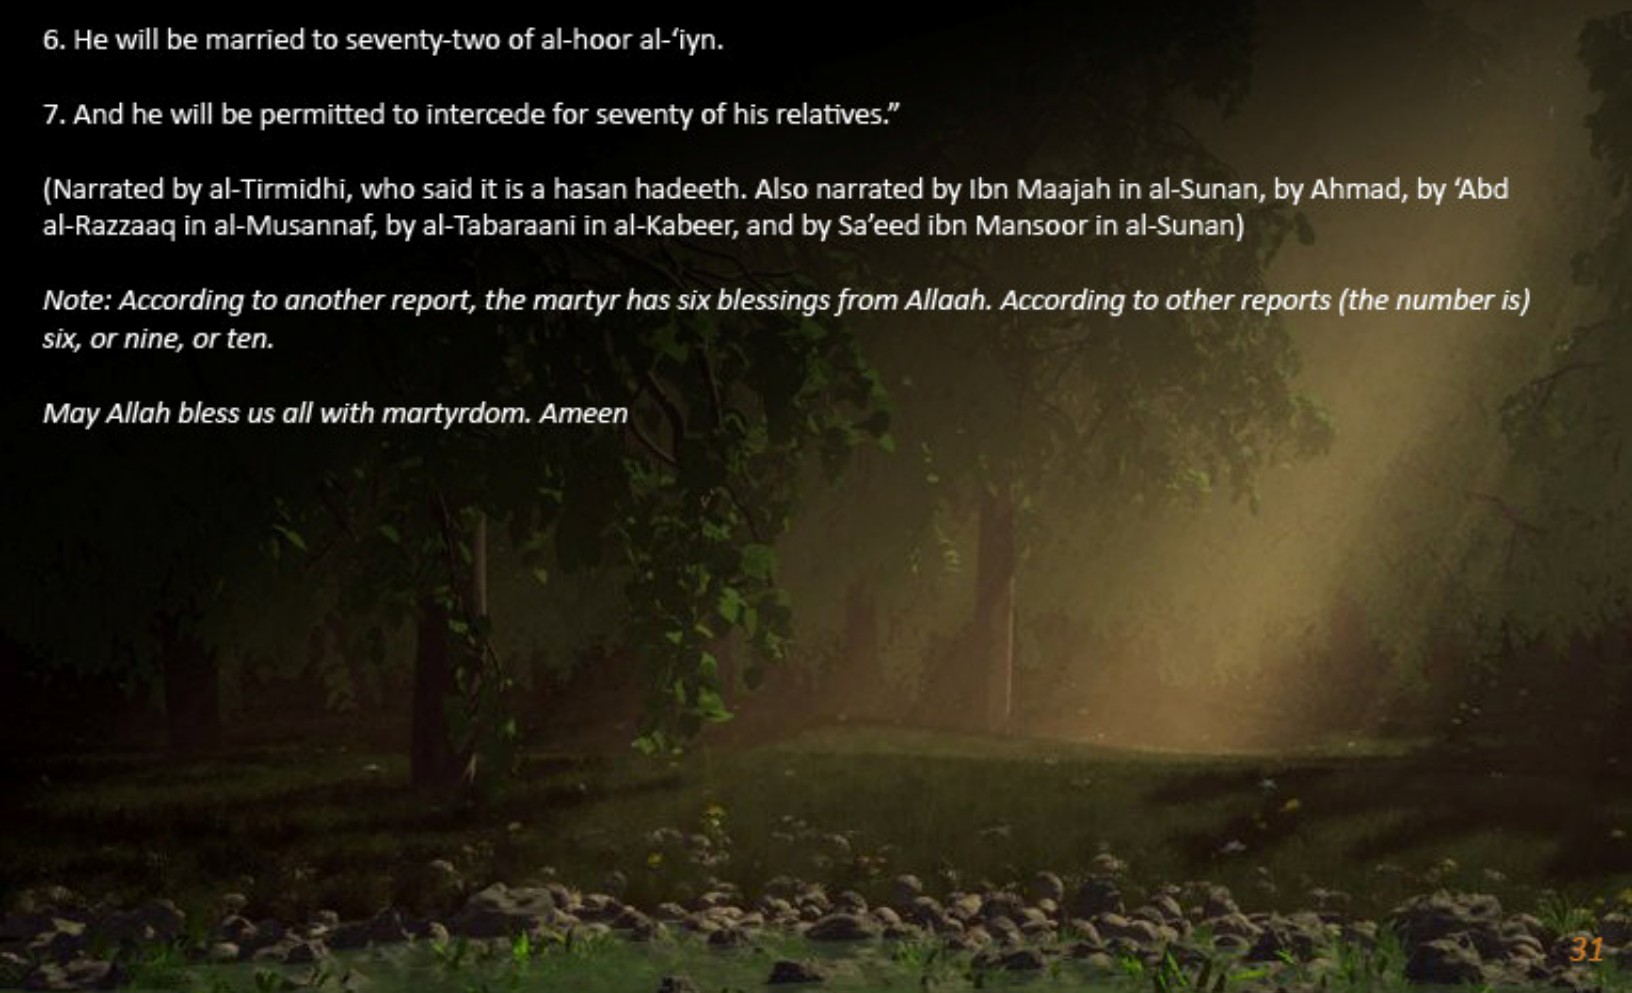 6. He will be married to seventy-two of al-hoor al-‘iyn.
7. And he will be permitted to intercede for seventy of his relatives.”
(Narrated by al-Tirmidhi, who said it is a hasan hadeeth. Also narrated by Ibn Maajah in al-Sunan, by Ahmad, by ‘Abd
al-Razzaaq in al-Musannaf, by al-Tabaraani in al-Kabeer, and by Sa’eed ibn Mansoor in al-Sunan)
Note: According to another report, the martyr has six blessings from Allaah. According to other reports (the number is)
six, or nine, or ten.
May Allah bless us all with martyrdom. Ameen
31